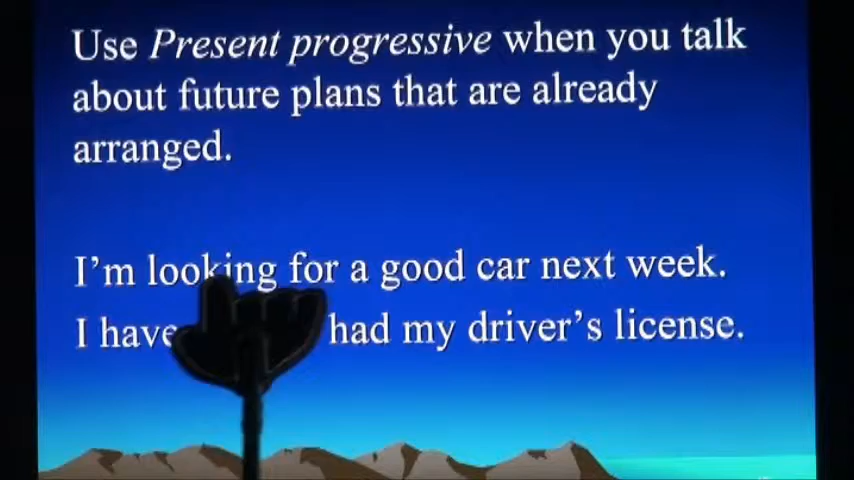 Use Present progressive when you talk
about future plans that are already
arranged.
I'm looking for a good car next week.
I have had my driver's license.